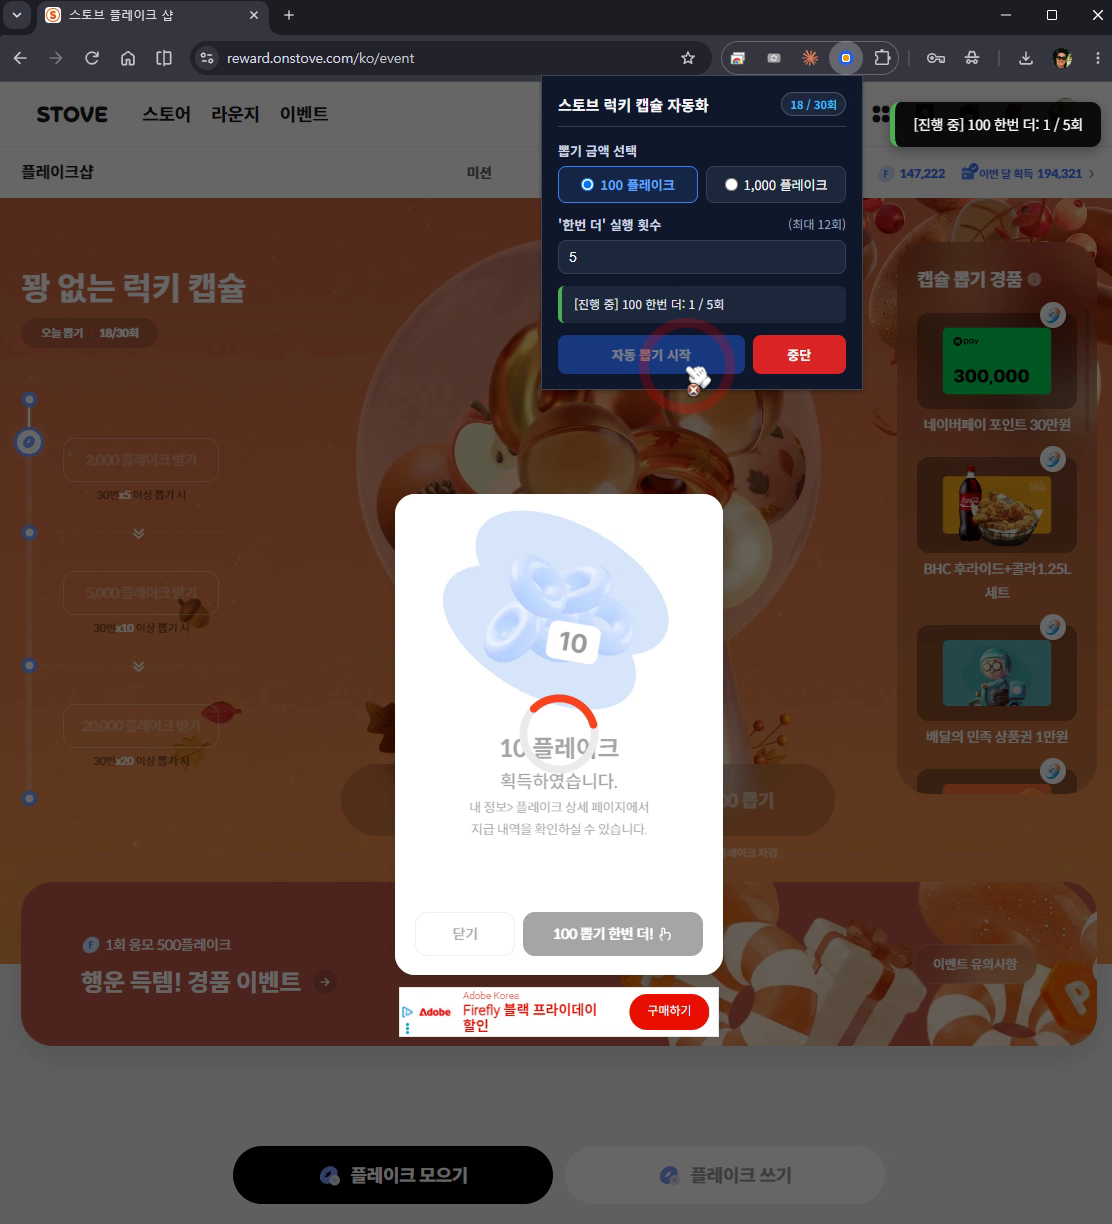 스토브 플레이크 샵
reward.onstove.com/ko/event
STOVE
스토어
라운지
이벤트
스토브 럭키 캡슐 자동화
18 / 30회
[진행 중] 100 한번 더: 1 / 5회
플레이크샵
미션
147,222
이번 달 획득 194,321
뽑기 금액 선택
100 플레이크
1,000 플레이크
'한번 더' 실행 횟수
(최대 12회)
5
[진행 중] 100 한번 더: 1 / 5회
자동 뽑기 시작
중단
꽝 없는 럭키 캡슐
오늘 뽑기
18/30회
2,000 플레이크 받기
30번x5 이상 뽑기 시
5,000 플레이크 받기
30번x10 이상 뽑기 시
20,000 플레이크 받기
30번x20 이상 뽑기 시
캡슐 뽑기 경품
pay
300,000
네이버페이 포인트 30만원
bhc
BHC 후라이드+콜라1.25L
세트
배달의 민족 상품권 1만원
10
10 플레이크
획득하였습니다.
내 정보> 플레이크 상세 페이지에서
지급 내역을 확인하실 수 있습니다.
닫기
100 뽑기 한번 더!
00 뽑기
플레이크 차감
Adobe
Adobe Korea
Firefly 블랙 프라이데이
할인
구매하기
1회 응모 500플레이크
행운 득템! 경품 이벤트
이벤트 유의사항
플레이크 모으기
플레이크 쓰기